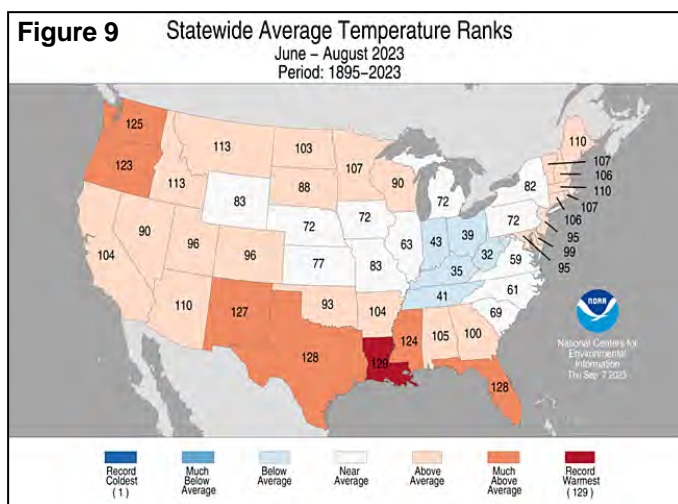 Figure 9
Statewide Average Temperature Ranks
June – August 2023
Period: 1895–2023
125
123
113
103
107
110
113
88
90
107
106
110
107
83
72
82
72
72
43
39
32
72
106
95
99
95
104
90
96
96
77
83
63
35
59
61
41
69
110
127
93
104
128
129
124
105
100
128
NOAA
National Centers for
Environmental
Information
Thu Sep 7 2023
Record
Coldest
(1)
Much
Below
Average
Below
Average
Near
Average
Above
Average
Much
Above
Average
Record
Warmest
(129)